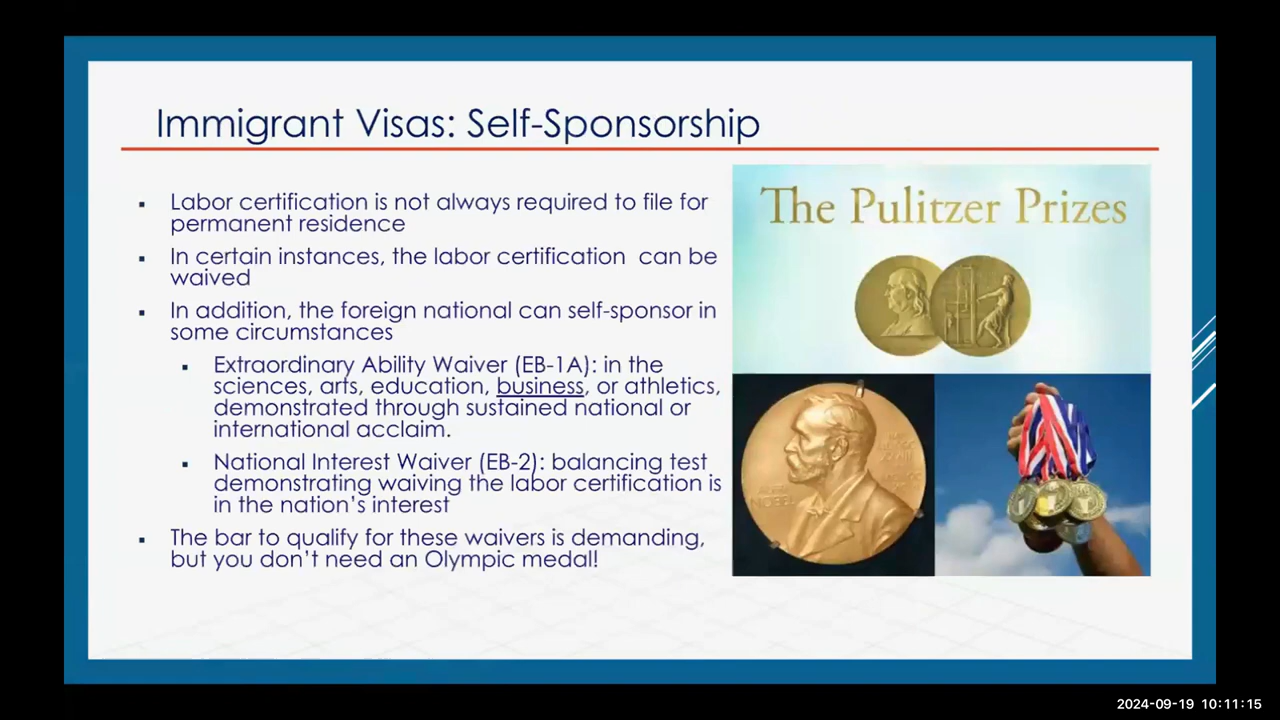 Immigrant Visas: Self-Sponsorship
▪ Labor certification is not always required to file for
permanent residence
▪ In certain instances, the labor certification  can be
waived
▪ In addition, the foreign national can self-sponsor in
some circumstances
▪ Extraordinary Ability Waiver (EB-1A): in the
sciences, arts, education, business, or athletics,
demonstrated through sustained national or
international acclaim.
▪ National Interest Waiver (EB-2): balancing test
demonstrating waiving the labor certification is
in the nation's interest
▪ The bar to qualify for these waivers is demanding,
but you don't need an Olympic medal!
The Pulitzer Prizes
2024-09-19 10:11:15